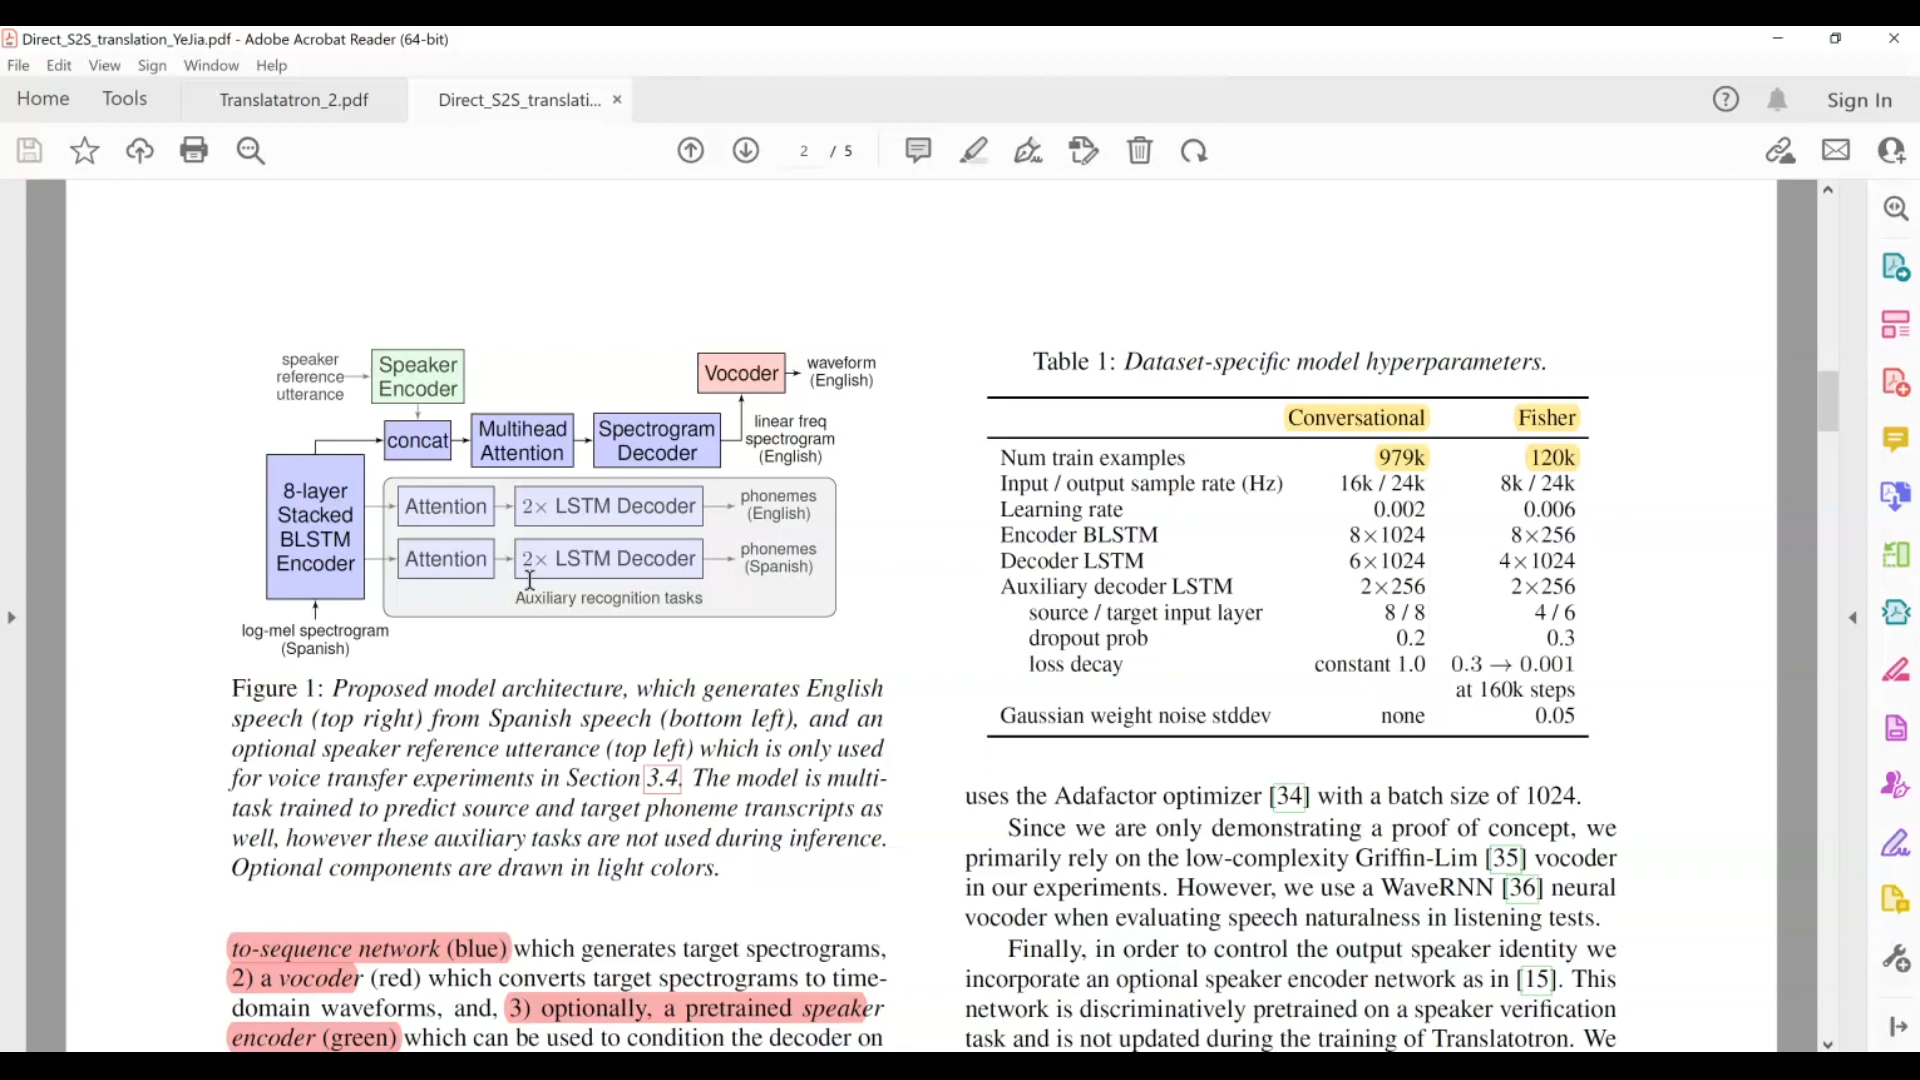 Direct_S2S_translation_YeJia.pdf - Adobe Acrobat Reader (64-bit)
File Edit View Sign Window Help
Home Tools Translatatron_2.pdf Direct_S2S_translati... × Sign In
2 / 5
speaker
reference
utterance
Speaker
Encoder
Vocoder
waveform
(English)
concat
Multihead
Attention
Spectrogram
Decoder
linear freq
spectrogram
(English)
8-layer
Stacked
BLSTM
Encoder
Attention
2× LSTM Decoder
phonemes
(English)
Attention
2× LSTM Decoder
phonemes
(Spanish)
Auxiliary recognition tasks
log-mel spectrogram
(Spanish)
Figure 1: Proposed model architecture, which generates English
speech (top right) from Spanish speech (bottom left), and an
optional speaker reference utterance (top left) which is only used
for voice transfer experiments in Section 3.4. The model is multi-
task trained to predict source and target phoneme transcripts as
well, however these auxiliary tasks are not used during inference.
Optional components are drawn in light colors.
to-sequence network (blue) which generates target spectrograms,
2) a vocoder (red) which converts target spectrograms to time-
domain waveforms, and, 3) optionally, a pretrained speaker
encoder (green) which can be used to condition the decoder on
Table 1: Dataset-specific model hyperparameters.
Conversational Fisher
Num train examples 979k 120k
Input / output sample rate (Hz) 16k / 24k 8k / 24k
Learning rate 0.002 0.006
Encoder BLSTM 8×1024 8×256
Decoder LSTM 6×1024 4×1024
Auxiliary decoder LSTM 2×256 2×256
source / target input layer 8 / 8 4 / 6
dropout prob 0.2 0.3
loss decay constant 1.0 0.3 → 0.001
at 160k steps
Gaussian weight noise stddev none 0.05
uses the Adafactor optimizer [34] with a batch size of 1024.
Since we are only demonstrating a proof of concept, we
primarily rely on the low-complexity Griffin-Lim [35] vocoder
in our experiments. However, we use a WaveRNN [36] neural
vocoder when evaluating speech naturalness in listening tests.
Finally, in order to control the output speaker identity we
incorporate an optional speaker encoder network as in [15]. This
network is discriminatively pretrained on a speaker verification
task and is not updated during the training of Translatotron. We